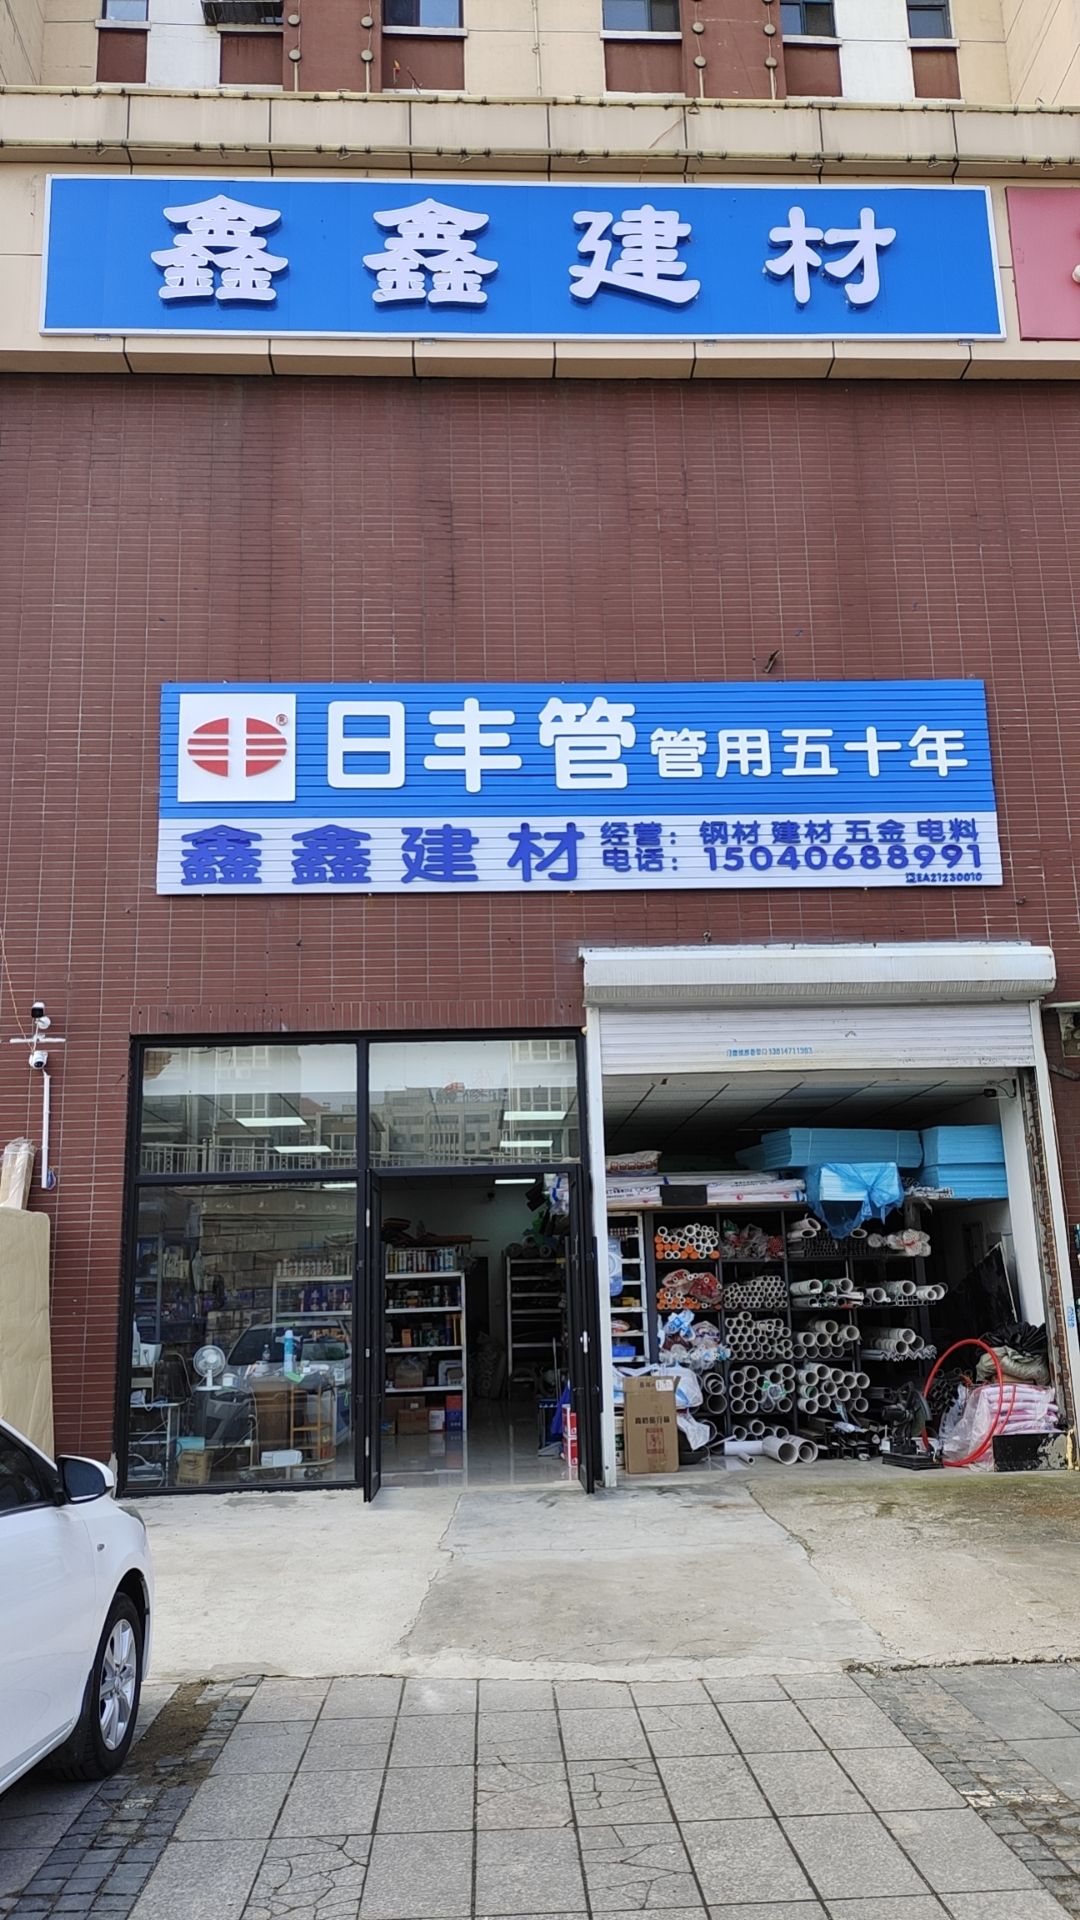 鑫鑫建材
® 日丰管 管用五十年
鑫鑫建材
经营：钢材 建材 五金 电料
电话：15040688991
EA21230010